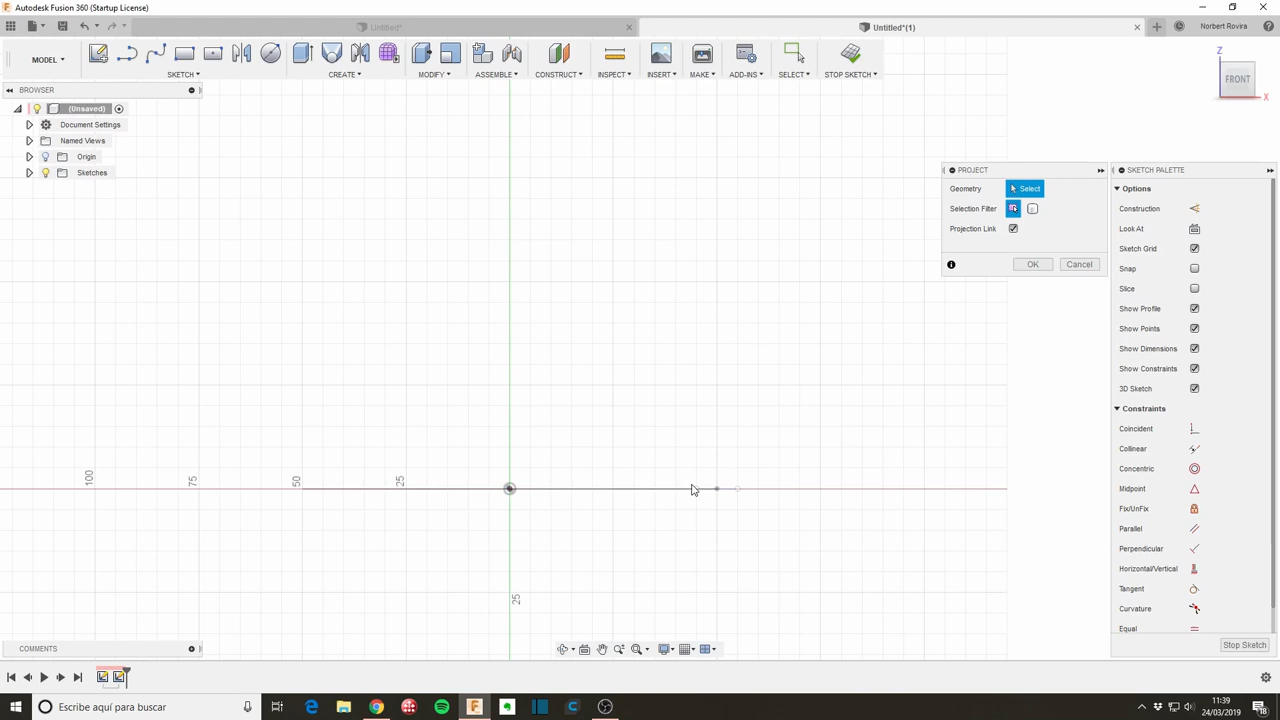 Autodesk Fusion 360 (Startup License)
Untitled*
Untitled*(1)
Norbert Rovira
MODEL
SKETCH
CREATE
MODIFY
ASSEMBLE
CONSTRUCT
INSPECT
INSERT
MAKE
ADD-INS
SELECT
STOP SKETCH
BROWSER
(Unsaved)
Document Settings
Named Views
Origin
Sketches
Z
FRONT
X
PROJECT
Geometry Select
Selection Filter
Projection Link
OK Cancel
SKETCH PALETTE
Options
Construction
Look At
Sketch Grid
Snap
Slice
Show Profile
Show Points
Show Dimensions
Show Constraints
3D Sketch
Constraints
Coincident
Collinear
Concentric
Midpoint
Fix/UnFix
Parallel
Perpendicular
Horizontal/Vertical
Tangent
Curvature
Equal
Stop Sketch
100
75
50
25
25
COMMENTS
Escribe aquí para buscar
11:39
24/03/2019
18